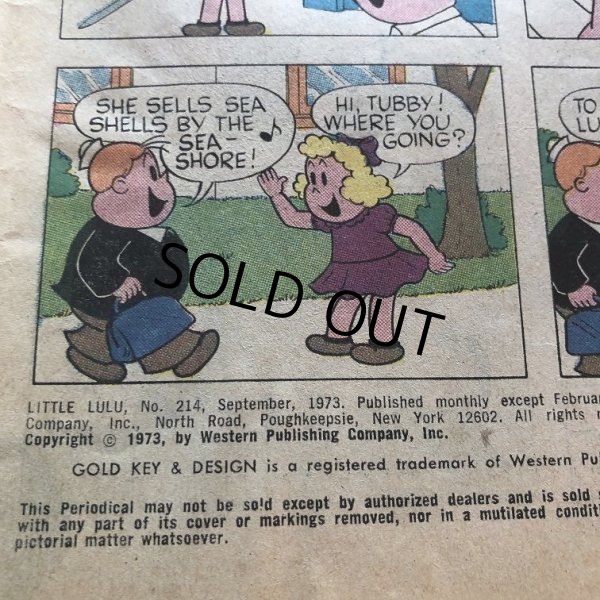 SHE SELLS SEA
SHELLS BY THE
SEA-
SHORE!
HI, TUBBY!
WHERE YOU
GOING?
TO
LU
SOLD OUT
LITTLE LULU, No. 214, September, 1973. Published monthly except Februar
Company, Inc., North Road, Poughkeepsie, New York 12602. All rights r
Copyright © 1973, by Western Publishing Company, Inc.
GOLD KEY & DESIGN is a registered trademark of Western Pu
This Periodical may not be sold except by authorized dealers and is sold s
with any part of its cover or markings removed, nor in a mutilated conditi
pictorial matter whatsoever.